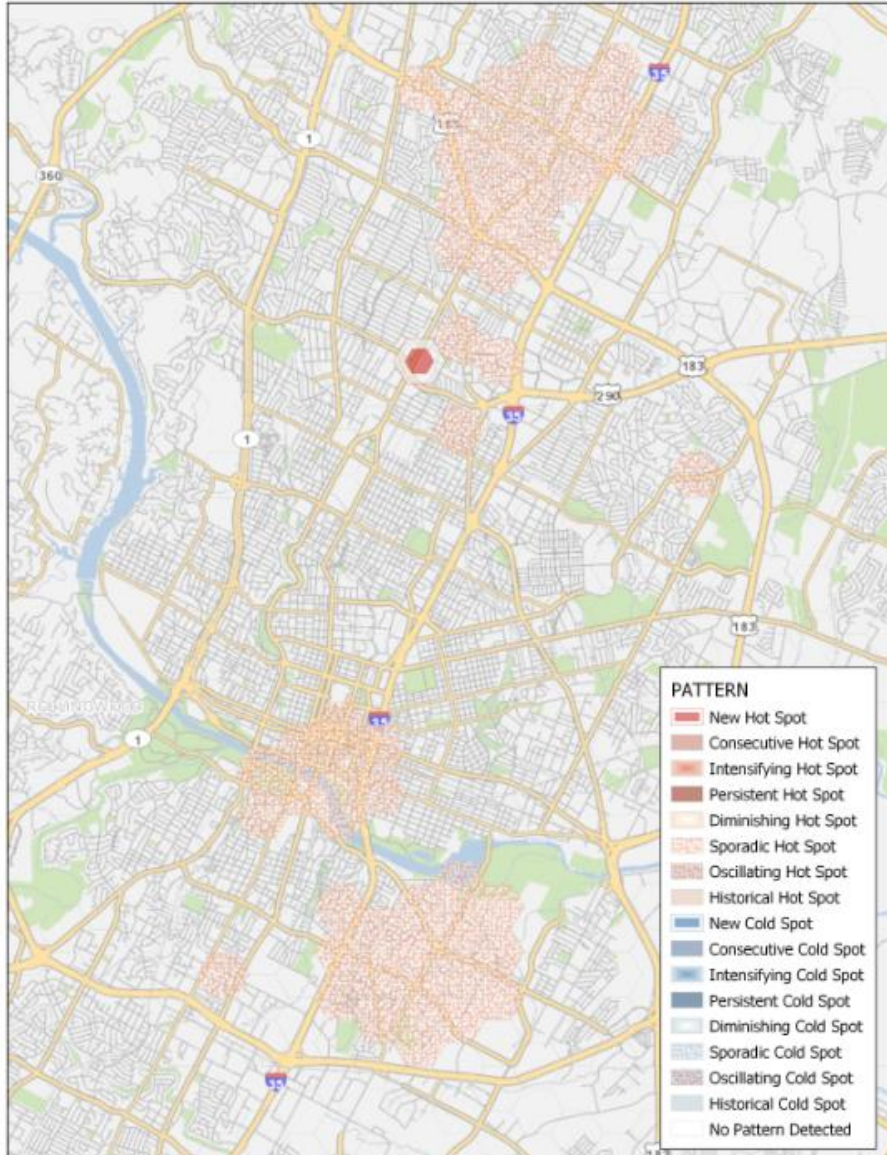 35
1
360
183
290
35
1
183
35
1
PATTERN
New Hot Spot
Consecutive Hot Spot
Intensifying Hot Spot
Persistent Hot Spot
Diminishing Hot Spot
Sporadic Hot Spot
Oscillating Hot Spot
Historical Hot Spot
New Cold Spot
Consecutive Cold Spot
Intensifying Cold Spot
Persistent Cold Spot
Diminishing Cold Spot
Sporadic Cold Spot
Oscillating Cold Spot
Historical Cold Spot
No Pattern Detected
35
183